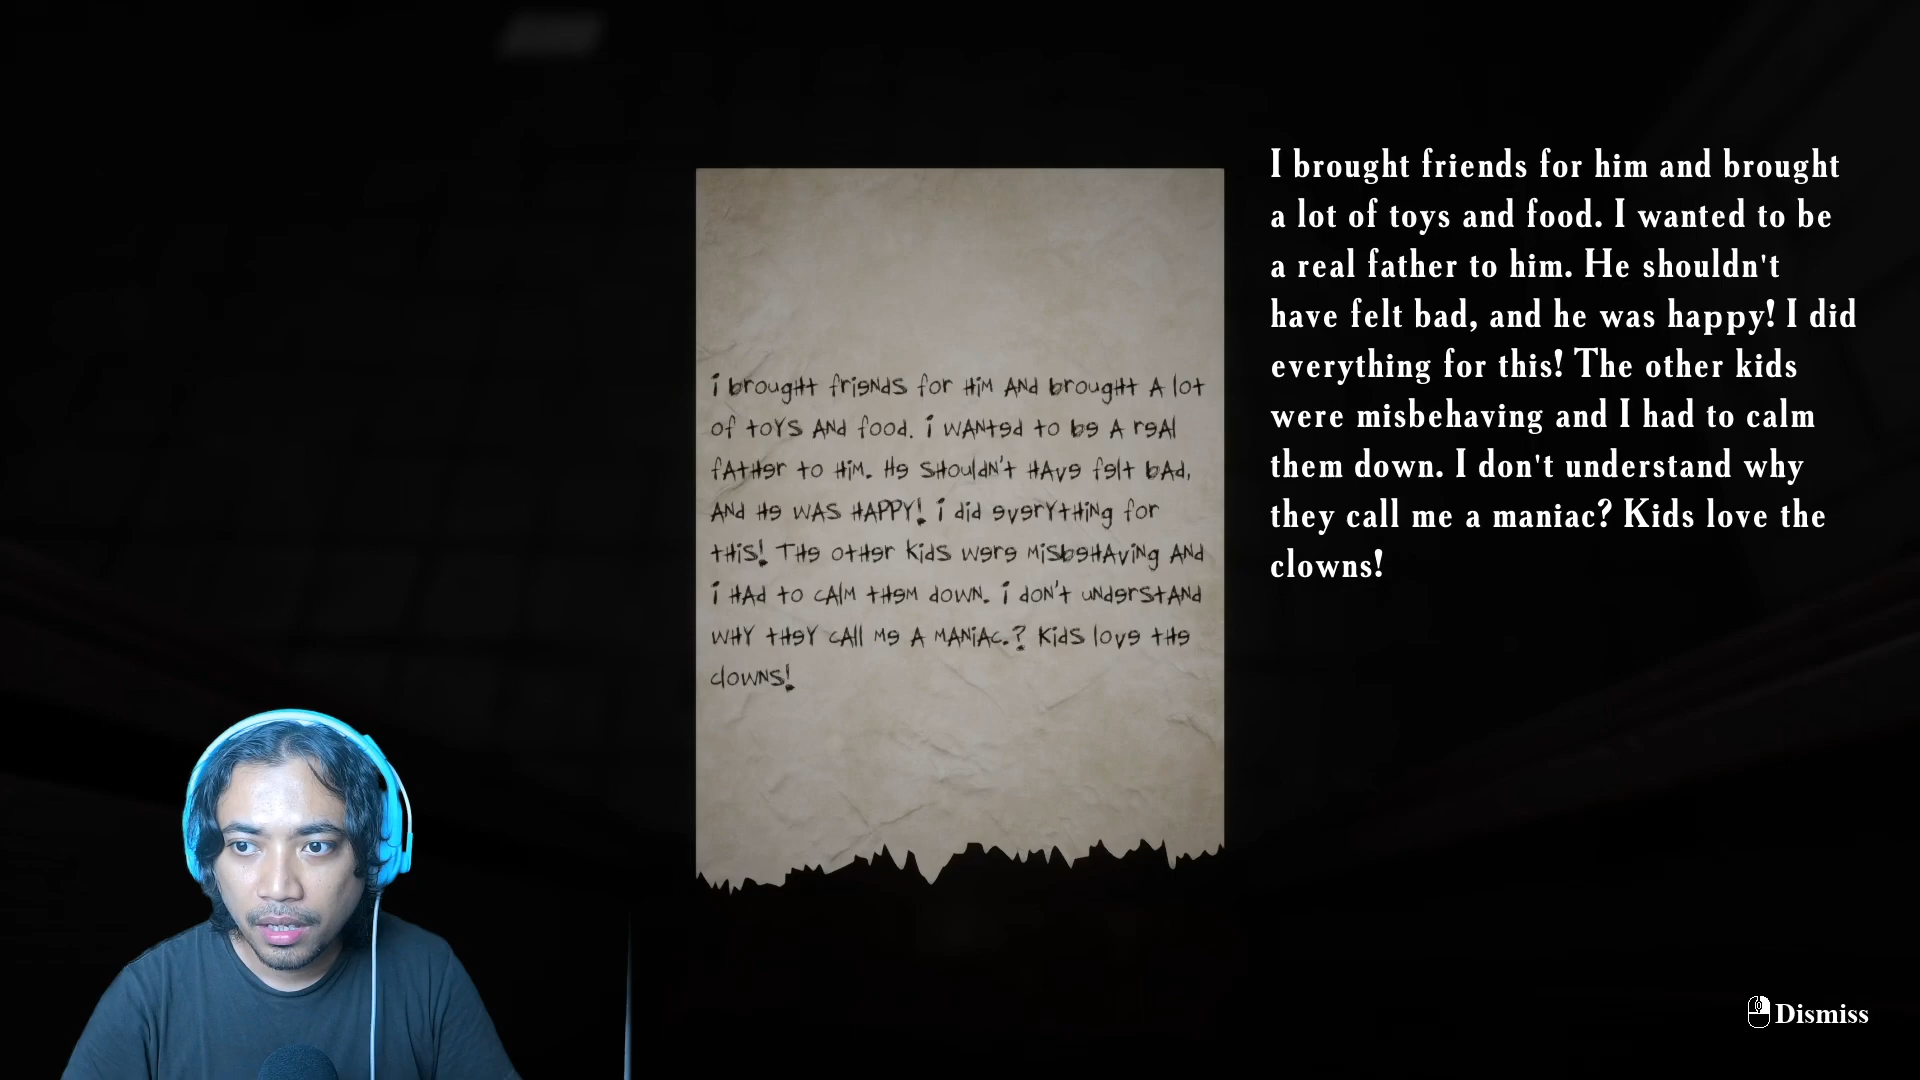 i brought friends for HiM ANd brought A lot
of toYS ANd food. i wANted to be A reAl
fAtHer to HiM. He SHouldN't HAve felt bAd,
ANd He wAS HAPPY! i did everYtHiNg for
tHiS! THe otHer kidS were MiSbeHAviNg ANd
i HAd to cAlM tHeM dowN. i doN't uNderStANd
wHY tHeY cAll Me A MANiAc.? KidS love tHe
clowNS!
I brought friends for him and brought
a lot of toys and food. I wanted to be
a real father to him. He shouldn't
have felt bad, and he was happy! I did
everything for this! The other kids
were misbehaving and I had to calm
them down. I don't understand why
they call me a maniac? Kids love the
clowns!
Dismiss